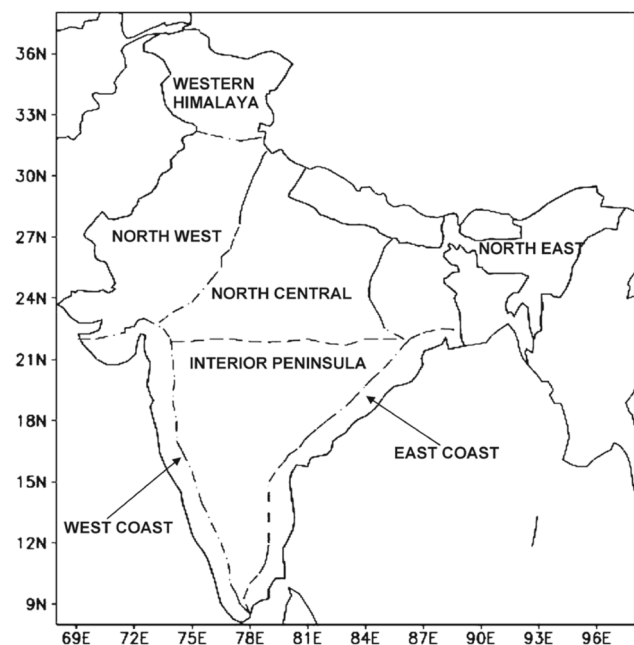 36N
33N
30N
27N
24N
21N
18N
15N
12N
9N
WESTERN
HIMALAYA
NORTH WEST
NORTH EAST
NORTH CENTRAL
INTERIOR PENINSULA
EAST COAST
WEST COAST
69E 72E 75E 78E 81E 84E 87E 90E 93E 96E